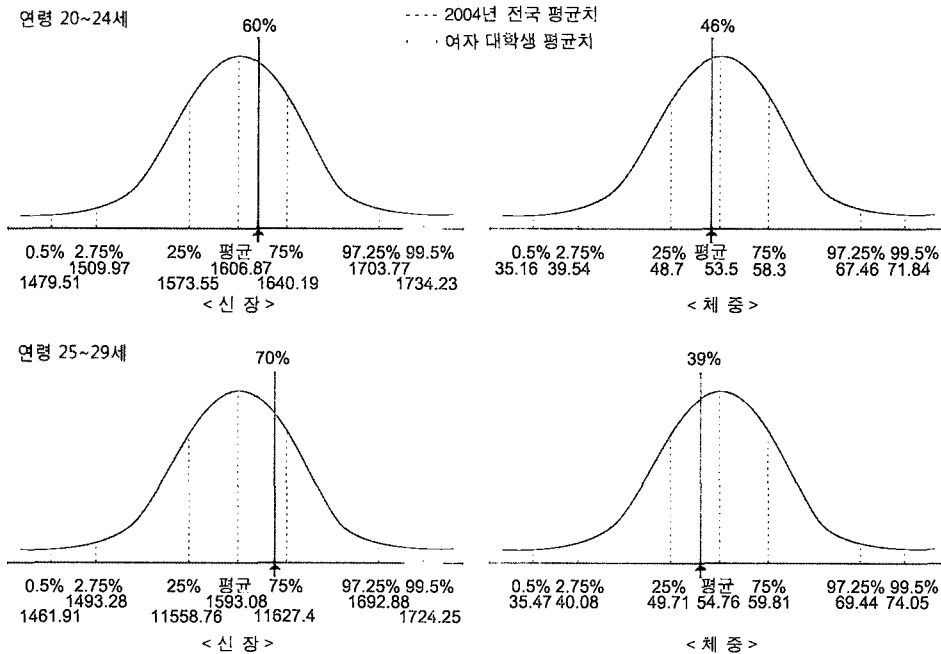 연령 20~24세
60%
---- 2004년 전국 평균치
· · 여자 대학생 평균치
46%
0.5% 2.75% 25% 평균 75% 97.25% 99.5%
1509.97 1606.87 1703.77
1479.51 1573.55 1640.19 1734.23
<신 장>
0.5% 2.75% 25% 평균 75% 97.25% 99.5%
35.16 39.54 48.7 53.5 58.3 67.46 71.84
<체 중>
연령 25~29세
70%
39%
0.5% 2.75% 25% 평균 75% 97.25% 99.5%
1493.28 1593.08 1692.88
1461.91 11558.76 11627.4 1724.25
<신 장>
0.5% 2.75% 25% 평균 75% 97.25% 99.5%
35.47 40.08 49.71 54.76 59.81 69.44 74.05
<체 중>